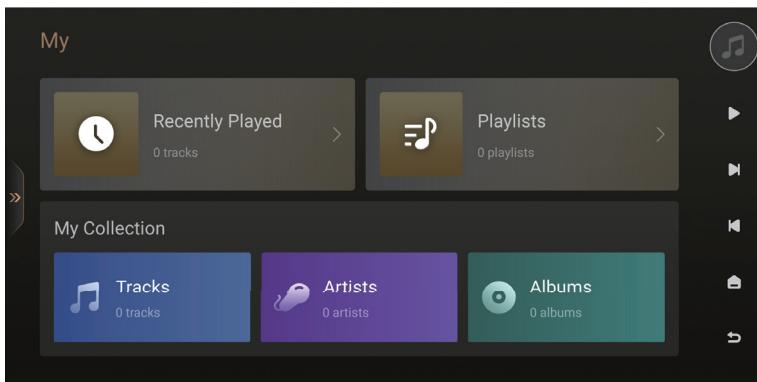 My
Recently Played
0 tracks
Playlists
0 playlists
My Collection
Tracks
0 tracks
Artists
0 artists
Albums
0 albums